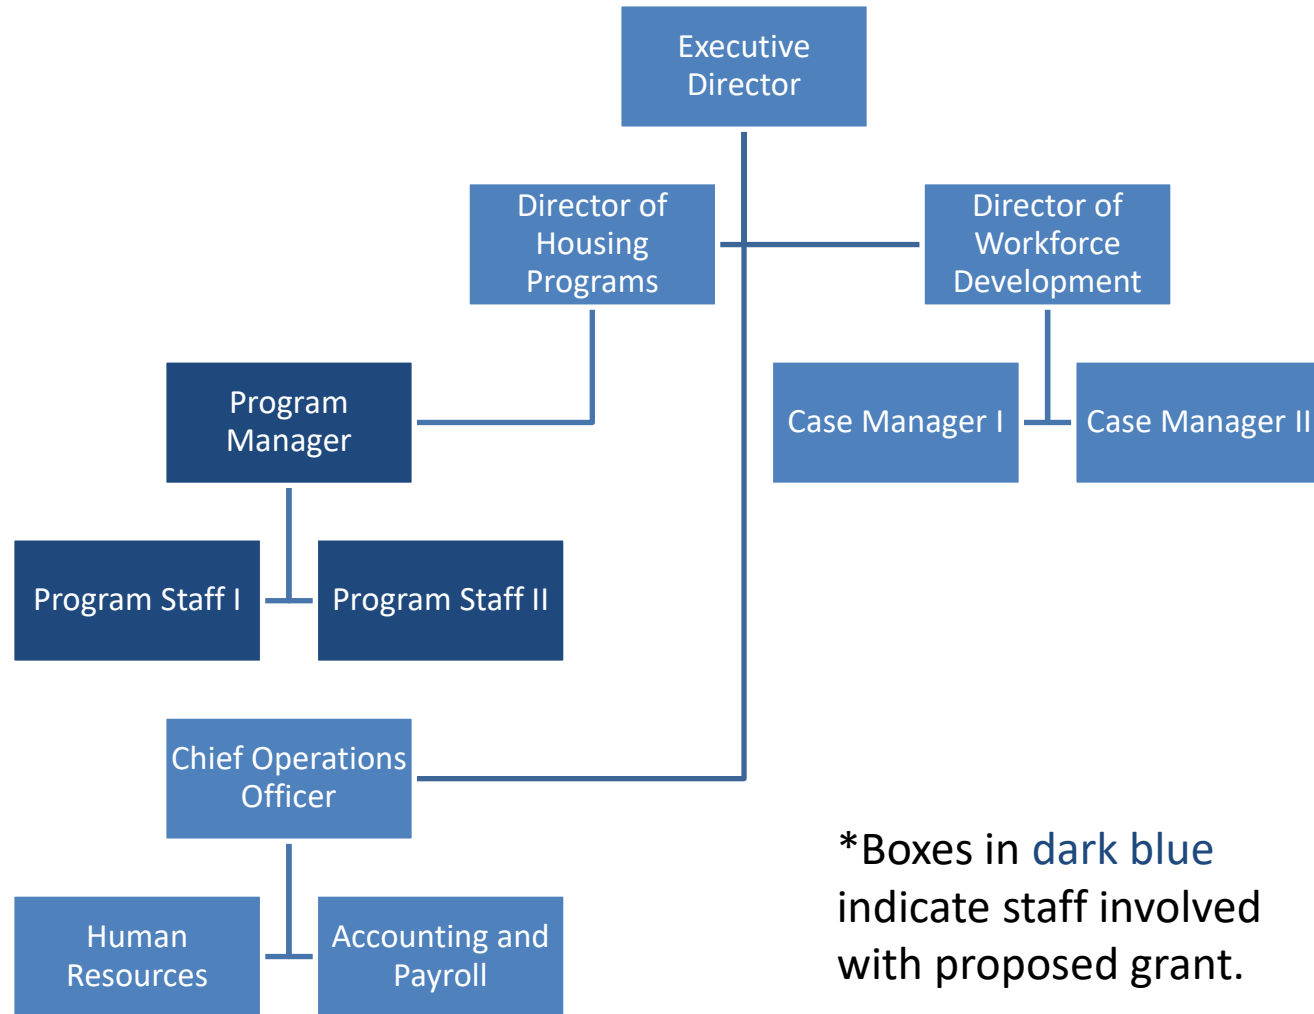 Executive
Director
Director of
Housing
Programs
Director of
Workforce
Development
Program
Manager
Case Manager I
Case Manager II
Program Staff I
Program Staff II
Chief Operations
Officer
Human
Resources
Accounting and
Payroll
*Boxes in dark blue
indicate staff involved
with proposed grant.